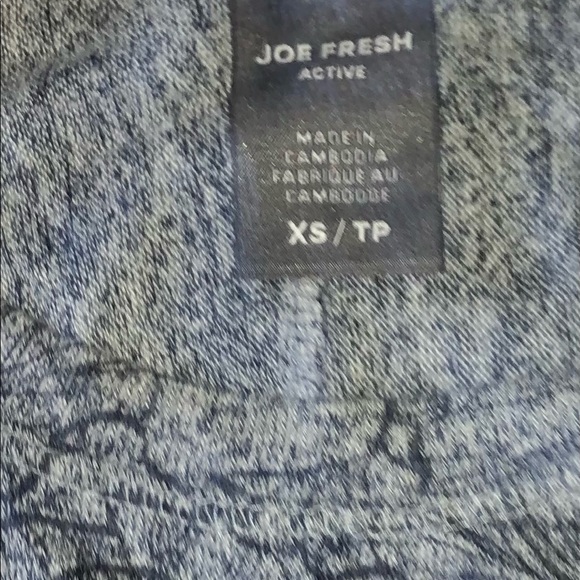 JOE FRESH
ACTIVE
MADE IN
CAMBODIA
FABRIQUE AU
CAMBODGE
XS / TP